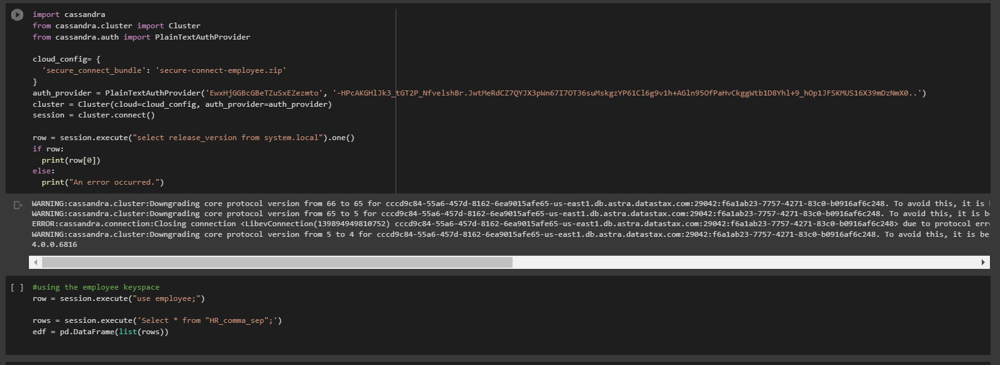 import cassandra
from cassandra.cluster import Cluster
from cassandra.auth import PlainTextAuthProvider
cloud_config= {
'secure_connect_bundle': 'secure-connect-employee.zip'
}
auth_provider = PlainTextAuthProvider('EwxHjGGBcGBeTZuSxEZezmto', '-HPcAKGHlJk3_tGT2P_NfvelshBr.JwtMeRdCZ7QYJX3pWn67I7OT36suMskgzYP61Cl6g9v1h+AGln95OfPaHvCkggWtb1D8Yhl+9_hOp1JFSKMUS16X39mDzNmX0..')
cluster = Cluster(cloud=cloud_config, auth_provider=auth_provider)
session = cluster.connect()
row = session.execute("select release_version from system.local").one()
if row:
print(row[0])
else:
print("An error occurred.")
WARNING:cassandra.cluster:Downgrading core protocol version from 66 to 65 for cccd9c84-55a6-457d-8162-6ea9015afe65-us-east1.db.astra.datastax.com:29042:f6a1ab23-7757-4271-83c0-b0916af6c248. To avoid this, it is
WARNING:cassandra.cluster:Downgrading core protocol version from 65 to 5 for cccd9c84-55a6-457d-8162-6ea9015afe65-us-east1.db.astra.datastax.com:29042:f6a1ab23-7757-4271-83c0-b0916af6c248. To avoid this, it is be
ERROR:cassandra.connection:Closing connection <LibevConnection(139894949810752) cccd9c84-55a6-457d-8162-6ea9015afe65-us-east1.db.astra.datastax.com:29042:f6a1ab23-7757-4271-83c0-b0916af6c248> due to protocol erro
WARNING:cassandra.cluster:Downgrading core protocol version from 5 to 4 for cccd9c84-55a6-457d-8162-6ea9015afe65-us-east1.db.astra.datastax.com:29042:f6a1ab23-7757-4271-83c0-b0916af6c248. To avoid this, it is be
4.0.0.6816
[ ] #using the employee keyspace
row = session.execute("use employee;")
rows = session.execute('Select * from "HR_comma_sep";')
edf = pd.DataFrame(list(rows))